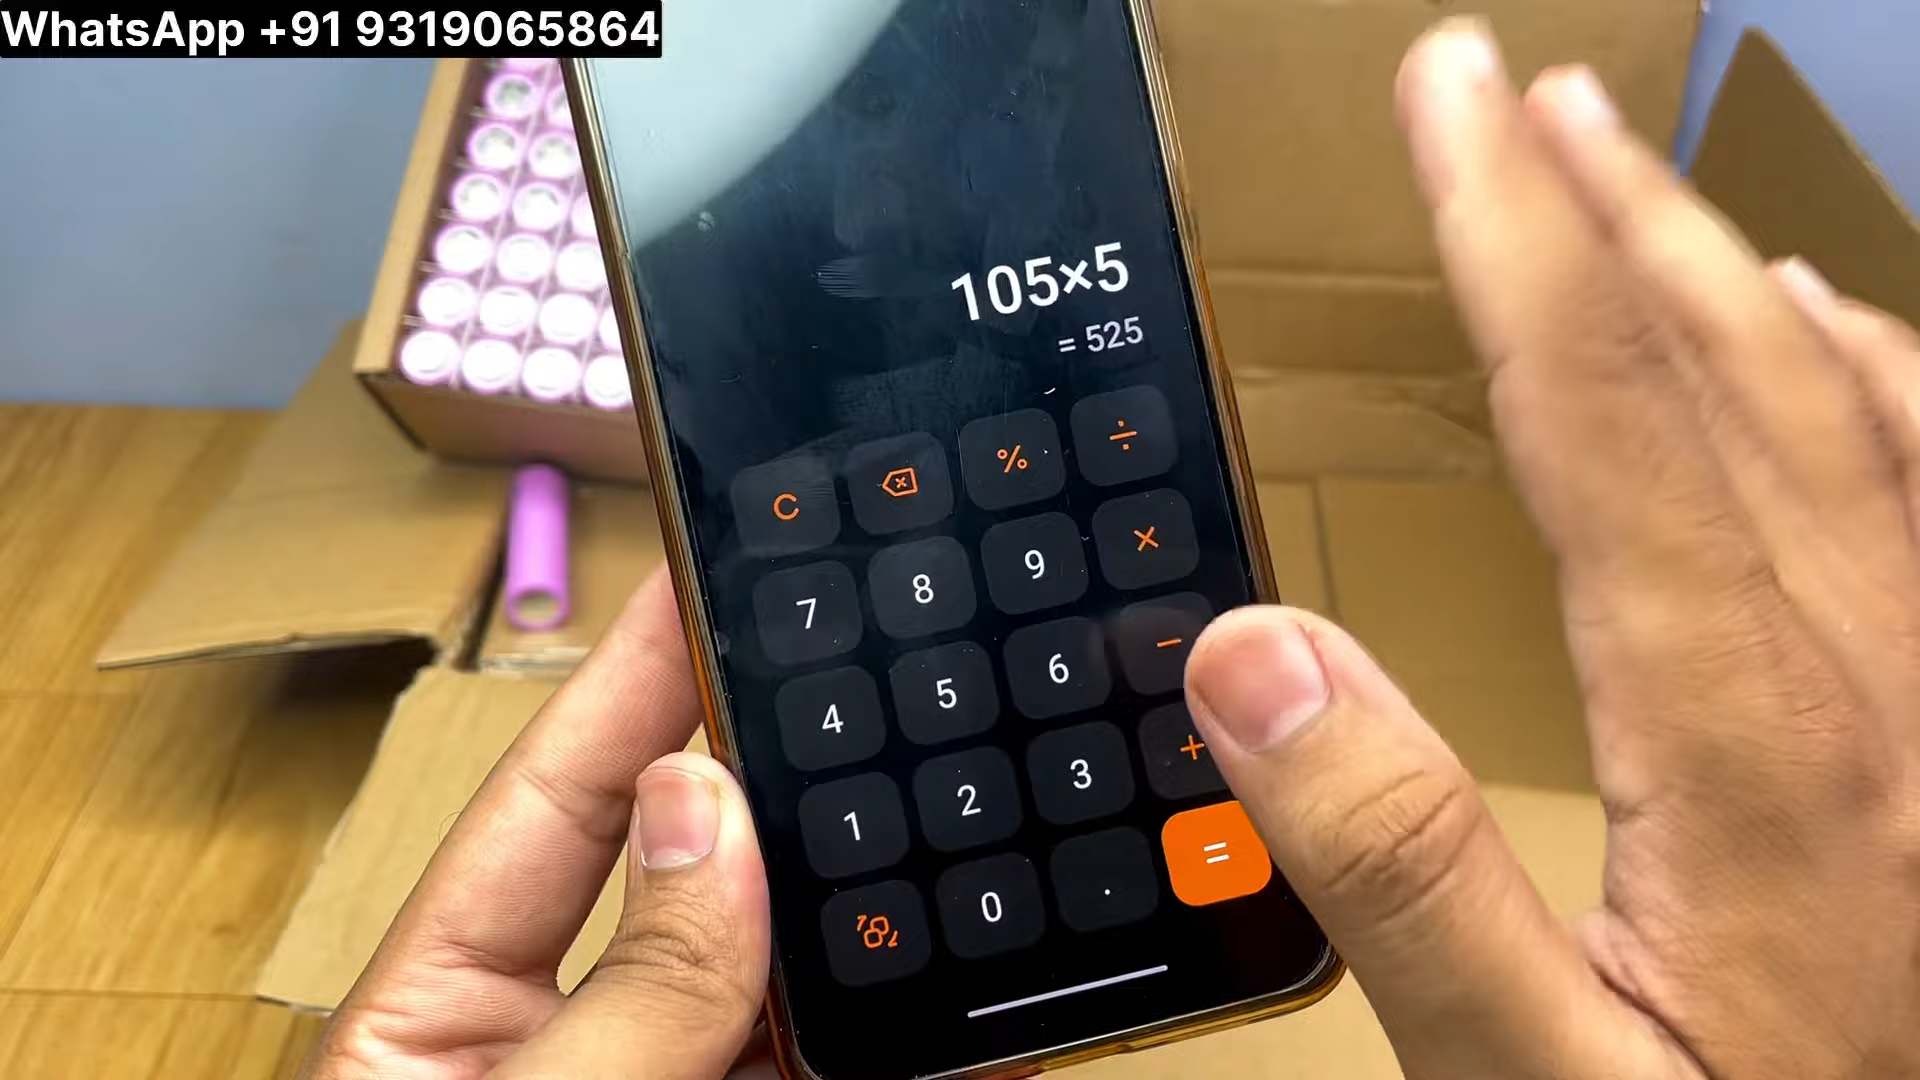 WhatsApp +91 9319065864
105×5
= 525
C % ÷
7 8 9 ×
4 5 6 −
1 2 3 +
0 . =